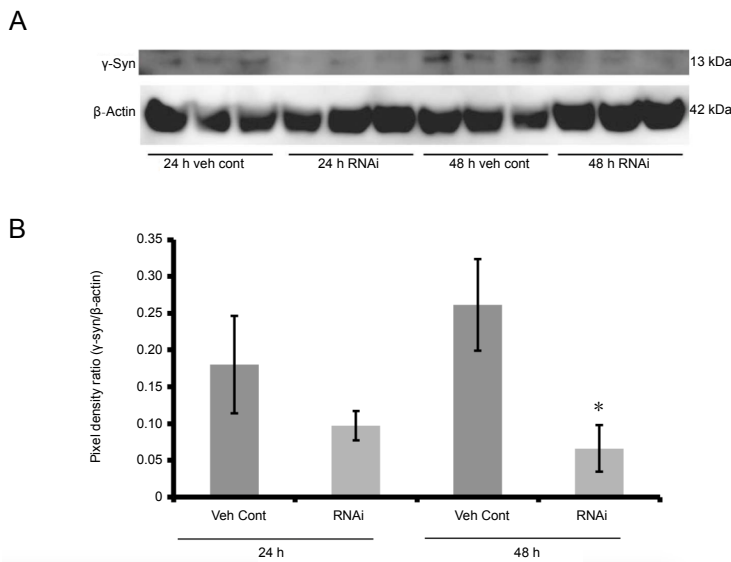 A
γ-Syn
13 kDa
β-Actin
42 kDa
24 h veh cont 24 h RNAi 48 h veh cont 48 h RNAi
B
Pixel density ratio (γ-syn/β-actin)
0.35
0.30
0.25
0.20
0.15
0.10
0.05
0
*
Veh Cont RNAi Veh Cont RNAi
24 h 48 h